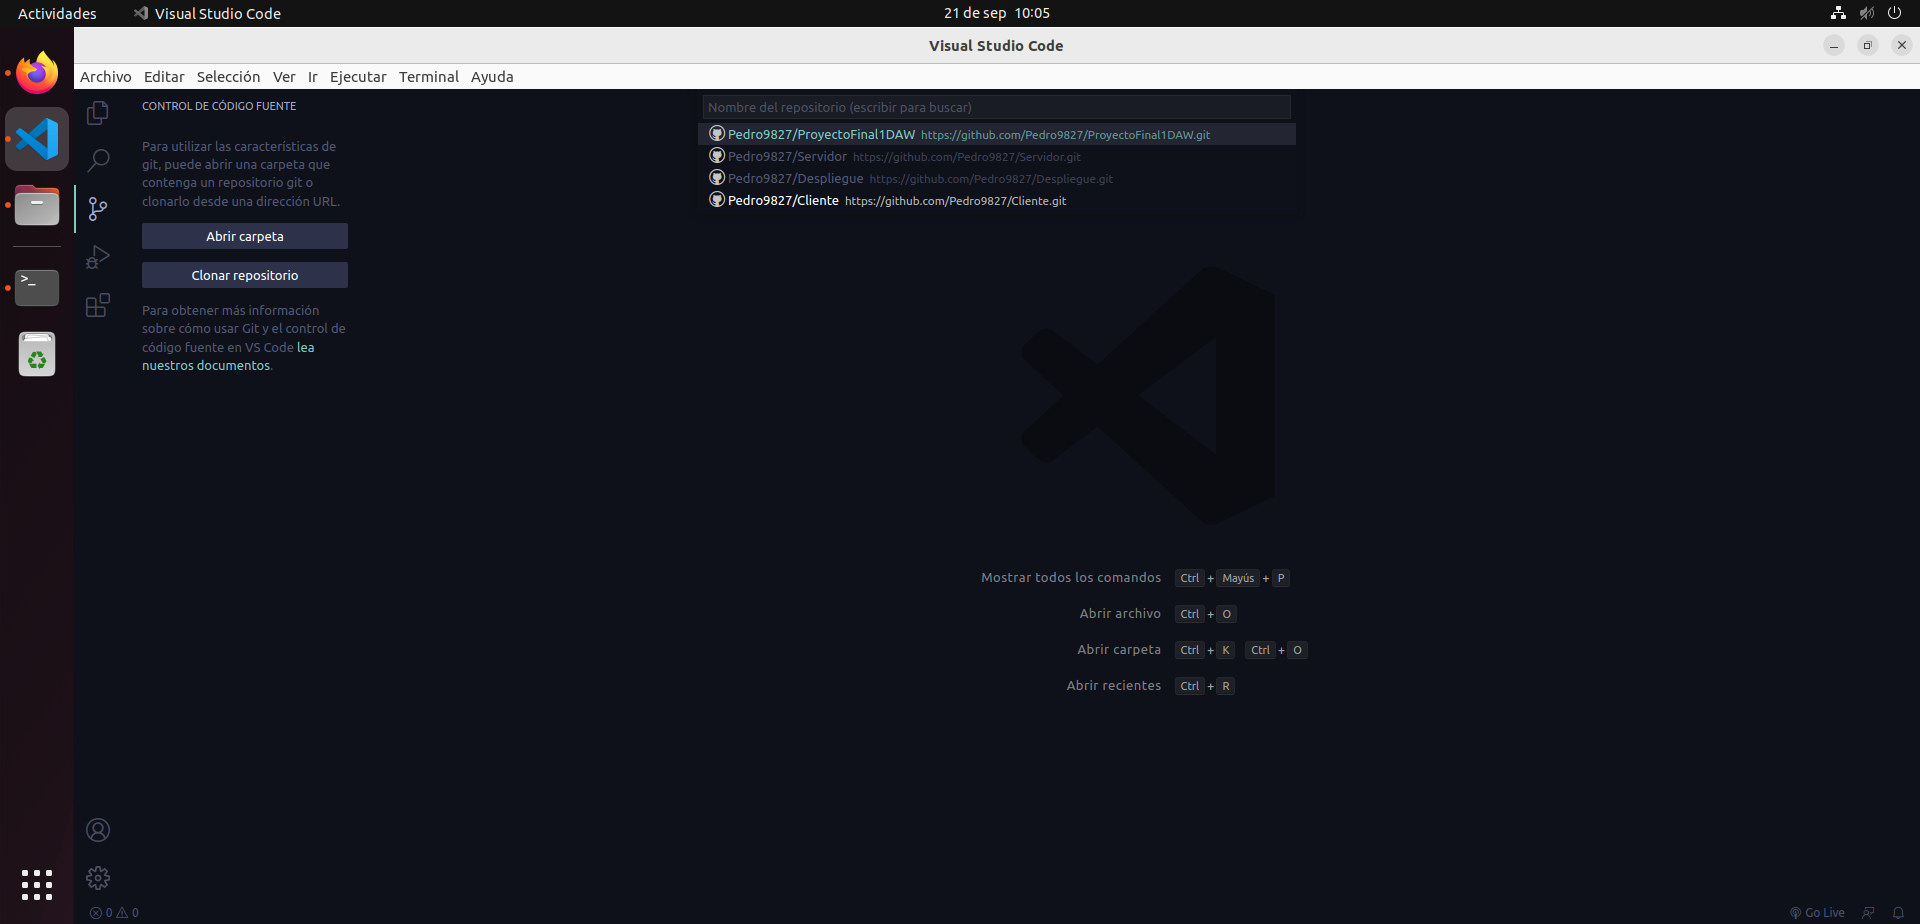 Actividades Visual Studio Code 21 de sep 10:05
Visual Studio Code
Archivo Editar Selección Ver Ir Ejecutar Terminal Ayuda
CONTROL DE CÓDIGO FUENTE
Para utilizar las características de
git, puede abrir una carpeta que
contenga un repositorio git o
clonarlo desde una dirección URL.
Abrir carpeta
Clonar repositorio
Para obtener más información
sobre cómo usar Git y el control de
código fuente en VS Code lea
nuestros documentos.
Nombre del repositorio (escribir para buscar)
Pedro9827/ProyectoFinal1DAW https://github.com/Pedro9827/ProyectoFinal1DAW.git
Pedro9827/Servidor https://github.com/Pedro9827/Servidor.git
Pedro9827/Despliegue https://github.com/Pedro9827/Despliegue.git
Pedro9827/Cliente https://github.com/Pedro9827/Cliente.git
Mostrar todos los comandos Ctrl + Mayús + P
Abrir archivo Ctrl + O
Abrir carpeta Ctrl + K Ctrl + O
Abrir recientes Ctrl + R
0 0 Go Live